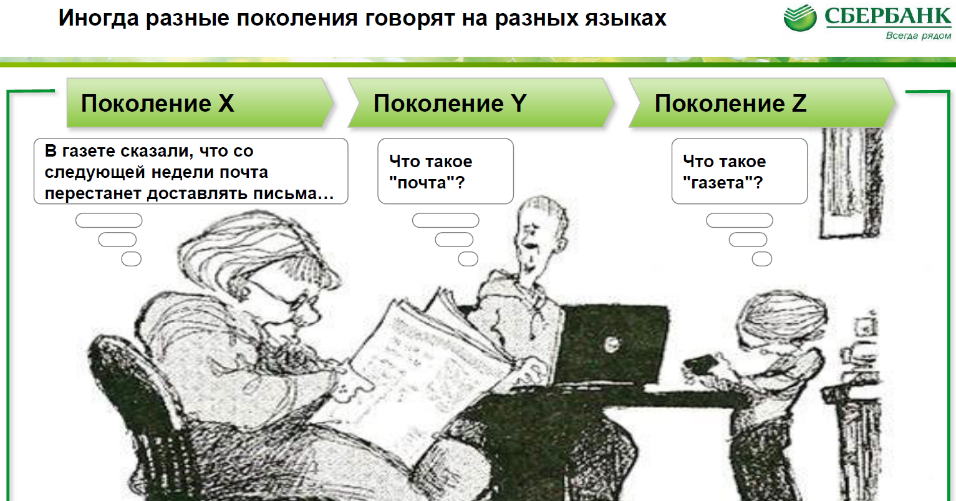 Иногда разные поколения говорят на разных языках
СБЕРБАНК
Всегда рядом
Поколение X
Поколение Y
Поколение Z
В газете сказали, что со
следующей недели почта
перестанет доставлять письма…
Что такое
"почта"?
Что такое
"газета"?